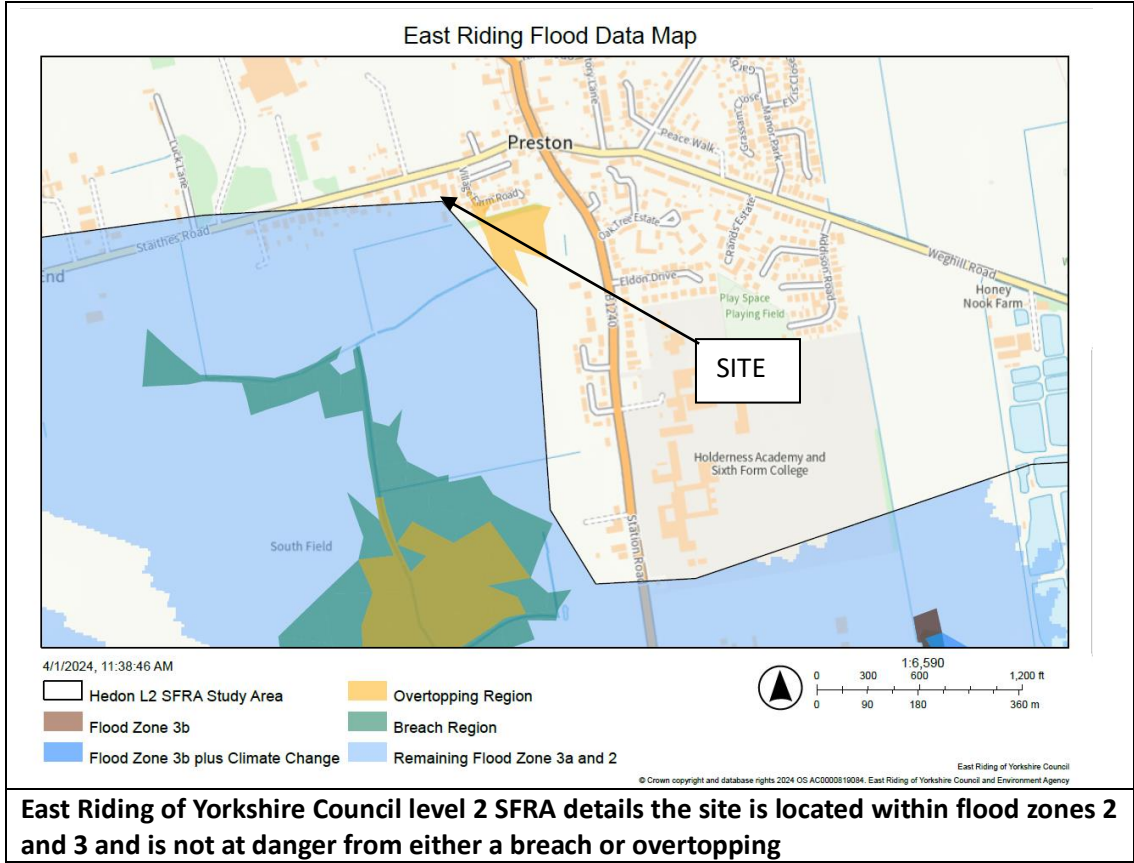 East Riding Flood Data Map
Luck Lane
Preston
Peace Walk
Close
Grassam
Manor Park
Ellis Close
Village
Farm Road
Staithes Road
End
Oak Tree Estate
Crands Estate
Addison Road
Eldon Drive
B1240
Weghill Road
Honey
Nook Farm
Play Space
Playing Field
SITE
Holderness Academy and
Sixth Form College
South Field
Station Road
4/1/2024, 11:38:46 AM
Hedon L2 SFRA Study Area
Flood Zone 3b
Flood Zone 3b plus Climate Change
Overtopping Region
Breach Region
Remaining Flood Zone 3a and 2
1:6,590
0 300 600 1,200 ft
0 90 180 360 m
East Riding of Yorkshire Council
© Crown copyright and database rights 2024 OS AC0000819084. East Riding of Yorkshire Council and Environment Agency
East Riding of Yorkshire Council level 2 SFRA details the site is located within flood zones 2
and 3 and is not at danger from either a breach or overtopping